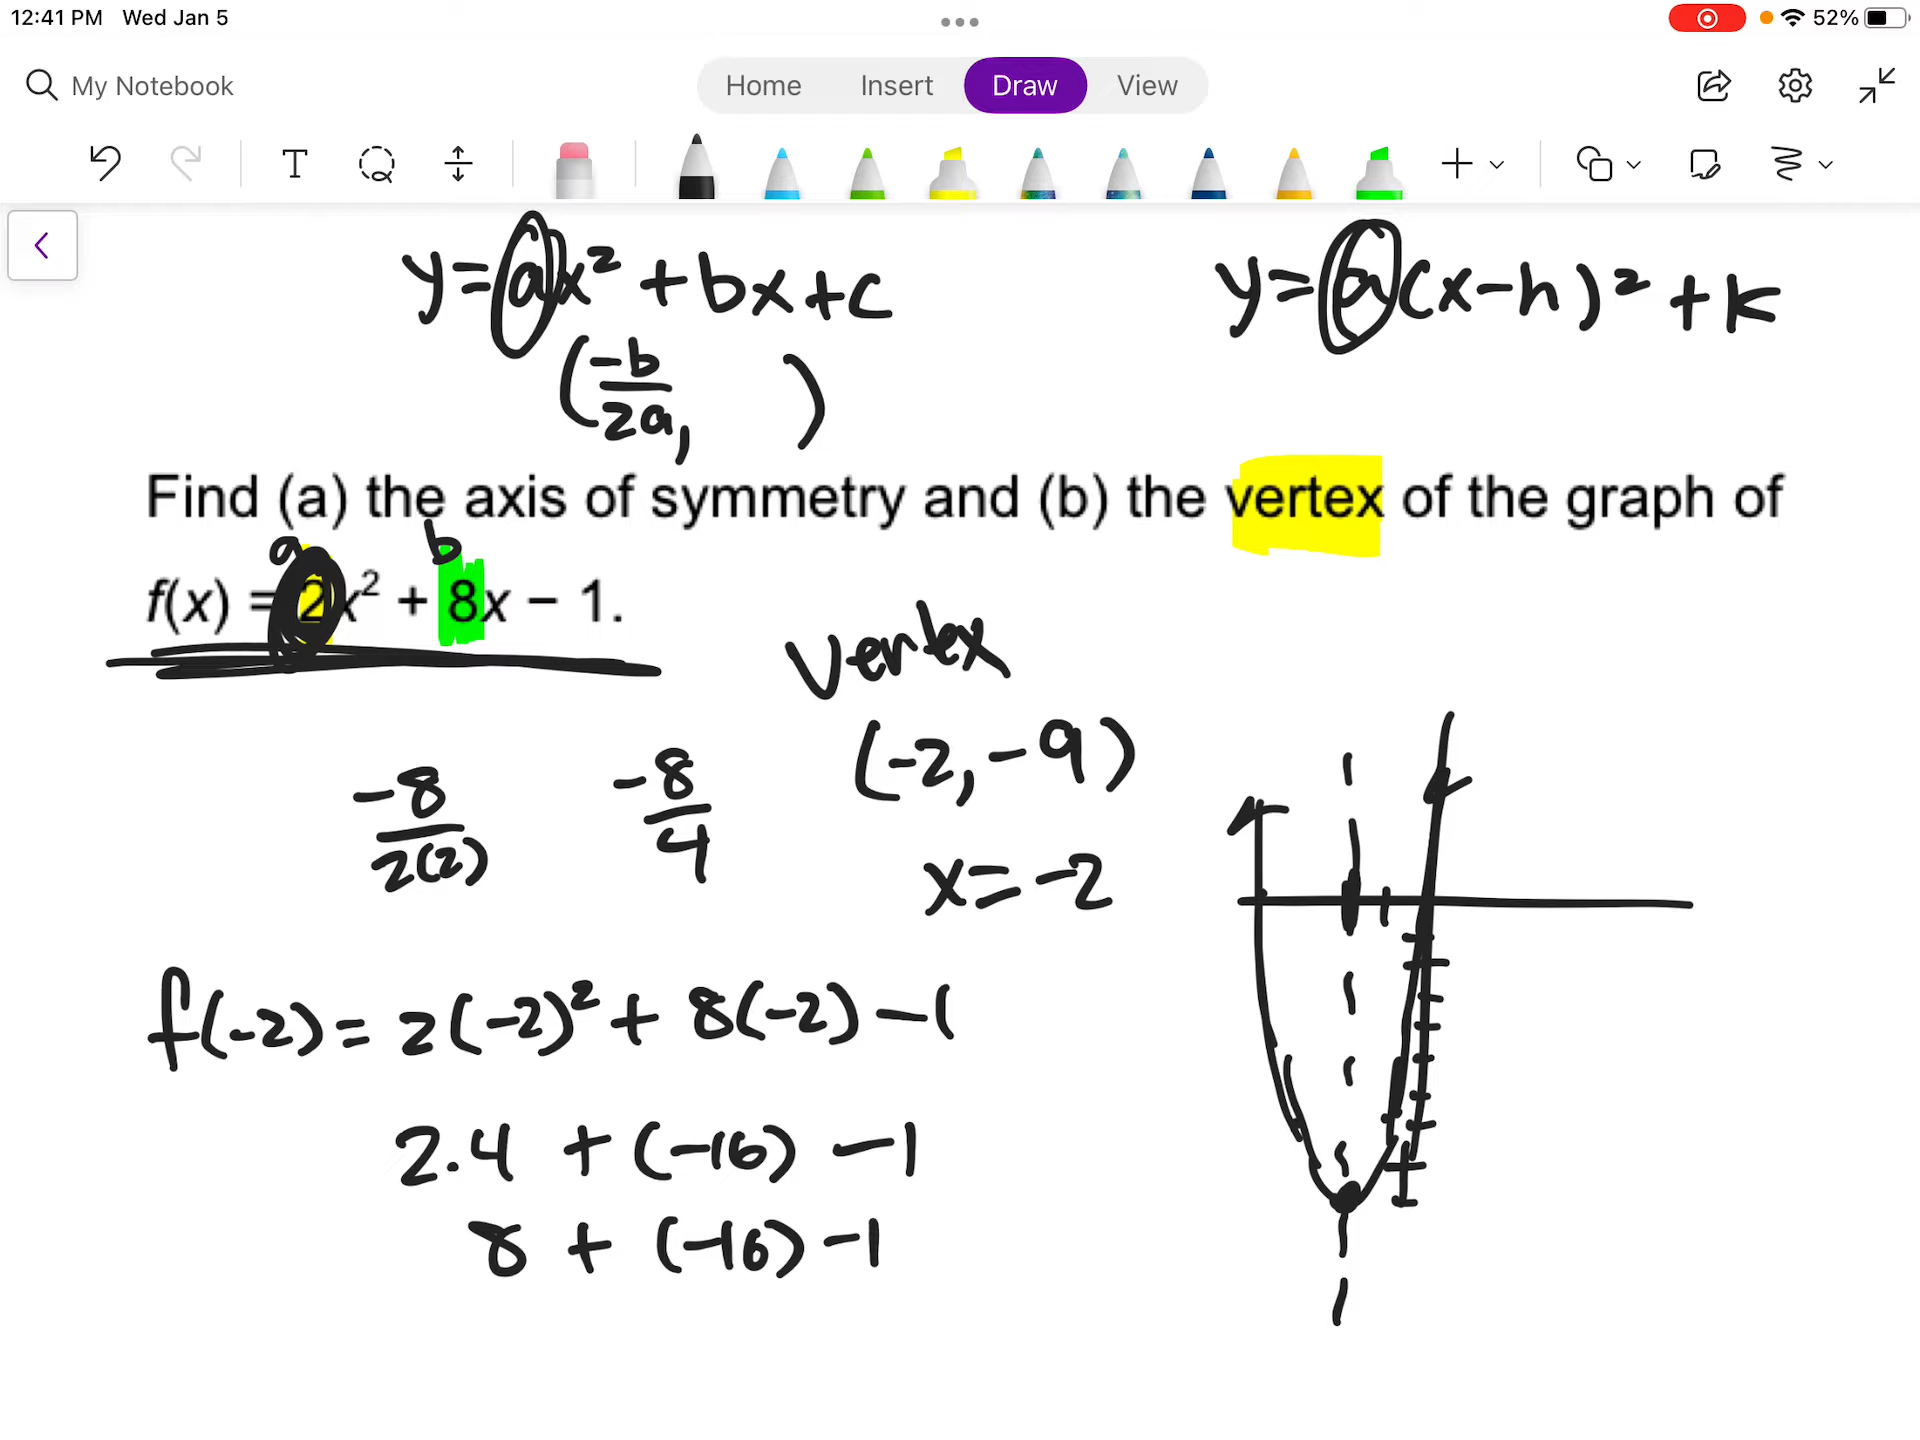 12:41 PM Wed Jan 5 52%
My Notebook Home Insert Draw View
T
y=ax² +bx+c
y=a(x-h)² +k
(-b/2a, )
Find (a) the axis of symmetry and (b) the vertex of the graph of
a b
f(x) = 2x² + 8x − 1.
vertex
(-2,-9)
-8/2(2) -8/4
x=-2
f(-2)= 2(-2)²+ 8(-2)-1
2.4 + (-16) -1
8 + (-16)-1